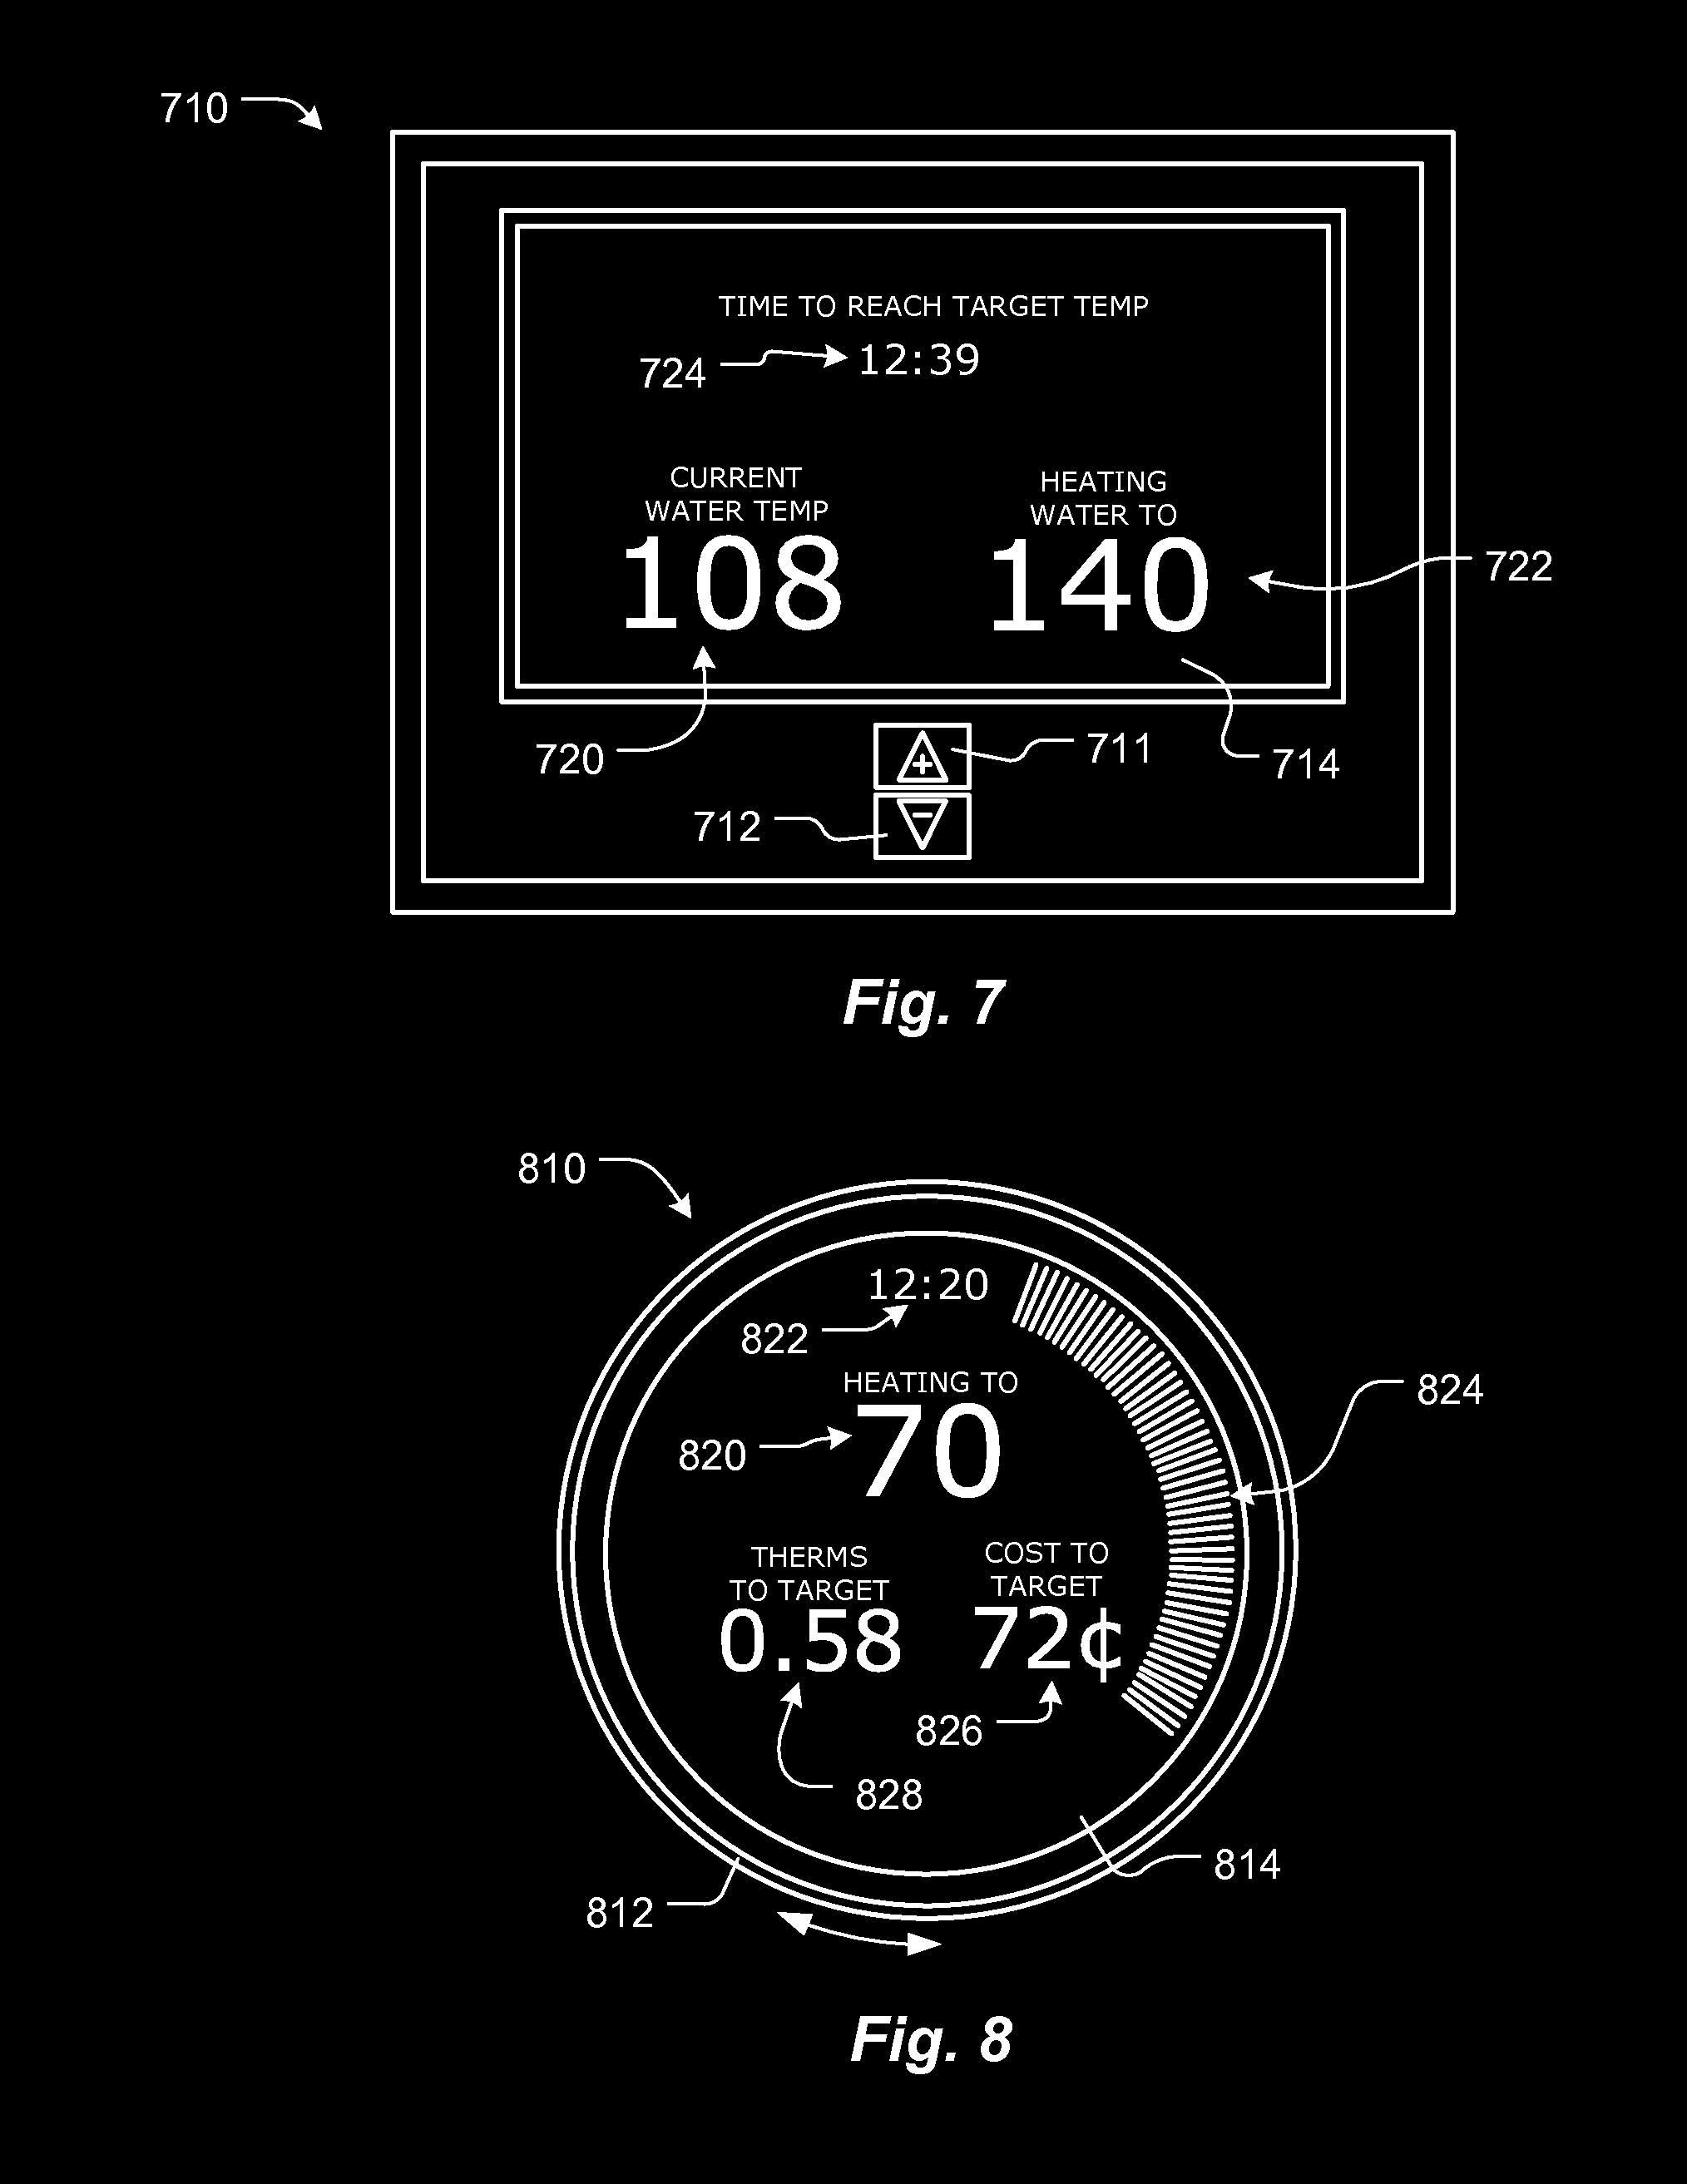 710
TIME TO REACH TARGET TEMP
724 12:39
CURRENT
WATER TEMP
108
HEATING
WATER TO
140
722
720
711
714
712
+
-
Fig. 7
810
12:20
822
HEATING TO
820 70
824
THERMS
TO TARGET
0.58
COST TO
TARGET
72¢
826
828
814
812
Fig. 8